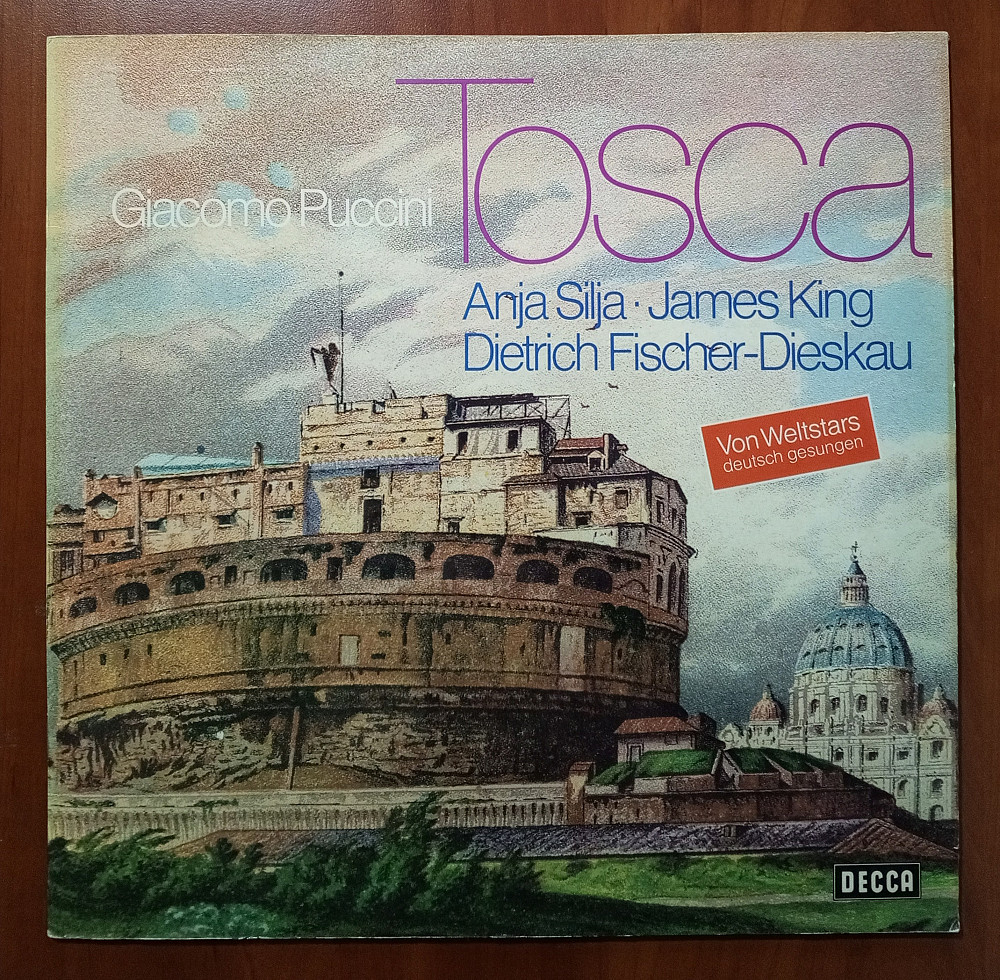 Tosca
Giacomo Puccini
Anja Silja · James King
Dietrich Fischer-Dieskau
Von Weltstars
deutsch gesungen
DECCA